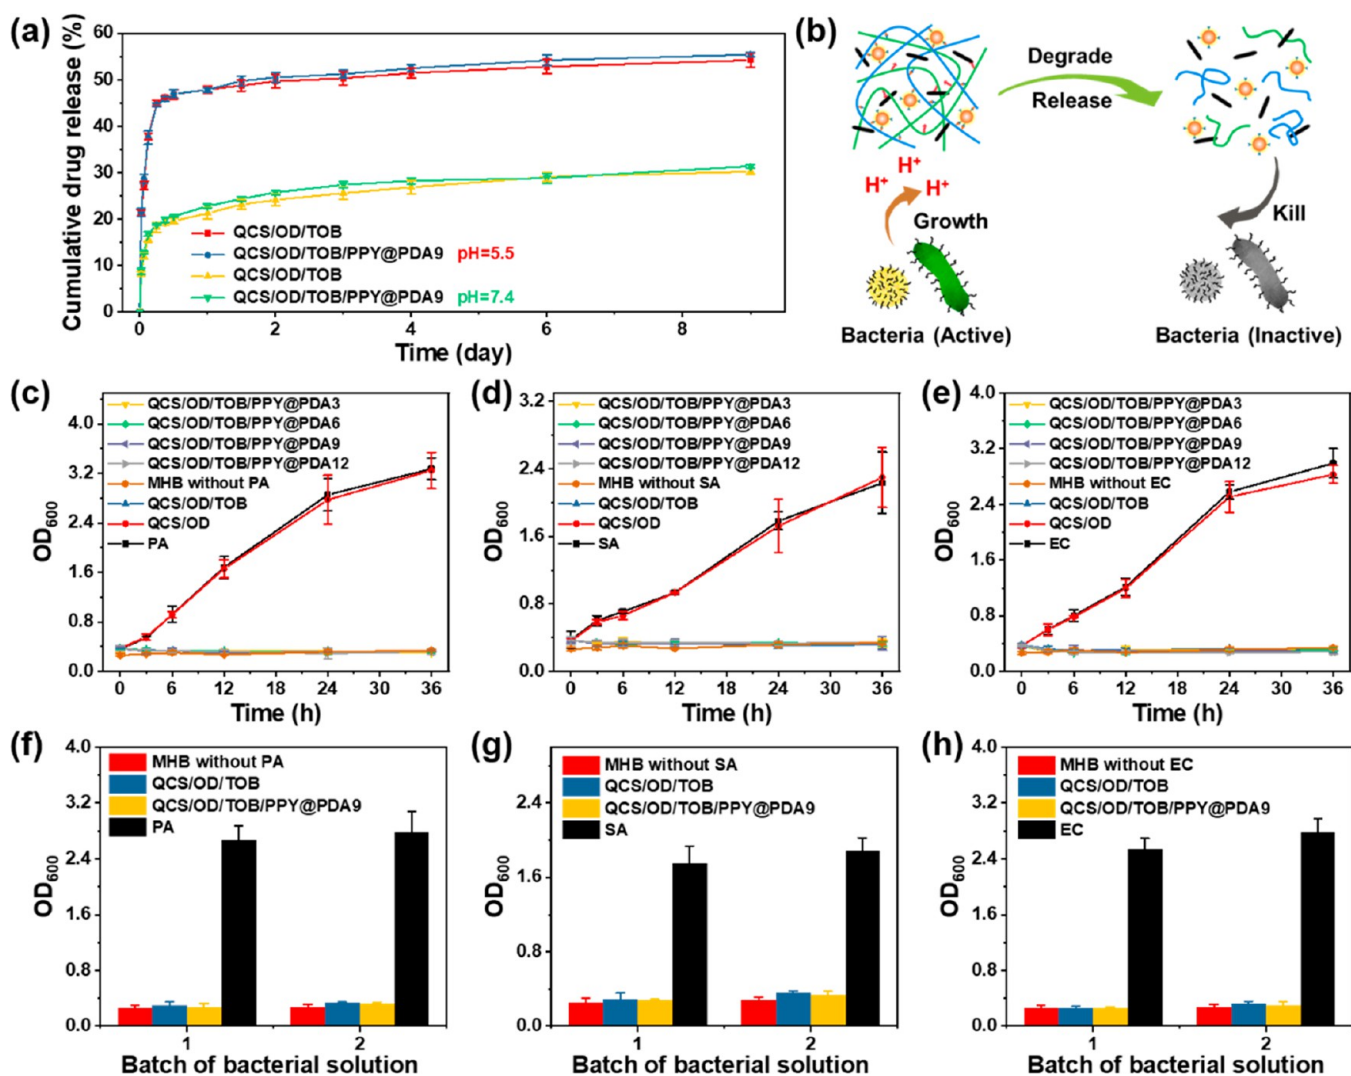 (a)
Cumulative drug release (%)
60
50
40
30
20
10
0
QCS/OD/TOB
QCS/OD/TOB/PPY@PDA9 pH=5.5
QCS/OD/TOB
QCS/OD/TOB/PPY@PDA9 pH=7.4
0 2 4 6 8
Time (day)
(b)
Degrade
Release
H+
H+ H+
Growth
Kill
Bacteria (Active)
Bacteria (Inactive)
(c)
OD600
4.0
3.2
2.4
1.6
0.8
0.0
QCS/OD/TOB/PPY@PDA3
QCS/OD/TOB/PPY@PDA6
QCS/OD/TOB/PPY@PDA9
QCS/OD/TOB/PPY@PDA12
MHB without PA
QCS/OD/TOB
QCS/OD
PA
0 6 12 18 24 30 36
Time (h)
(d)
OD600
3.2
2.4
1.6
0.8
0.0
QCS/OD/TOB/PPY@PDA3
QCS/OD/TOB/PPY@PDA6
QCS/OD/TOB/PPY@PDA9
QCS/OD/TOB/PPY@PDA12
MHB without SA
QCS/OD/TOB
QCS/OD
SA
0 6 12 18 24 30 36
Time (h)
(e)
OD600
4.0
3.2
2.4
1.6
0.8
0.0
QCS/OD/TOB/PPY@PDA3
QCS/OD/TOB/PPY@PDA6
QCS/OD/TOB/PPY@PDA9
QCS/OD/TOB/PPY@PDA12
MHB without EC
QCS/OD/TOB
QCS/OD
EC
0 6 12 18 24 30 36
Time (h)
(f)
OD600
4.0
3.2
2.4
1.6
0.8
0.0
MHB without PA
QCS/OD/TOB
QCS/OD/TOB/PPY@PDA9
PA
1 2
Batch of bacterial solution
(g)
OD600
2.4
1.6
0.8
0.0
MHB without SA
QCS/OD/TOB
QCS/OD/TOB/PPY@PDA9
SA
1 2
Batch of bacterial solution
(h)
OD600
4.0
3.2
2.4
1.6
0.8
0.0
MHB without EC
QCS/OD/TOB
QCS/OD/TOB/PPY@PDA9
EC
1 2
Batch of bacterial solution